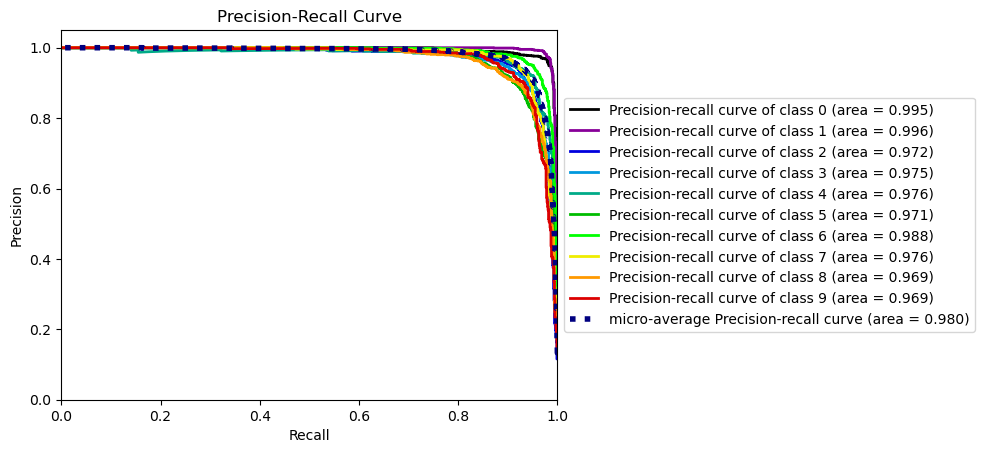 Precision-Recall Curve
1.0
0.8
0.6
0.4
0.2
0.0
Precision
0.0 0.2 0.4 0.6 0.8 1.0
Recall
Precision-recall curve of class 0 (area = 0.995)
Precision-recall curve of class 1 (area = 0.996)
Precision-recall curve of class 2 (area = 0.972)
Precision-recall curve of class 3 (area = 0.975)
Precision-recall curve of class 4 (area = 0.976)
Precision-recall curve of class 5 (area = 0.971)
Precision-recall curve of class 6 (area = 0.988)
Precision-recall curve of class 7 (area = 0.976)
Precision-recall curve of class 8 (area = 0.969)
Precision-recall curve of class 9 (area = 0.969)
micro-average Precision-recall curve (area = 0.980)